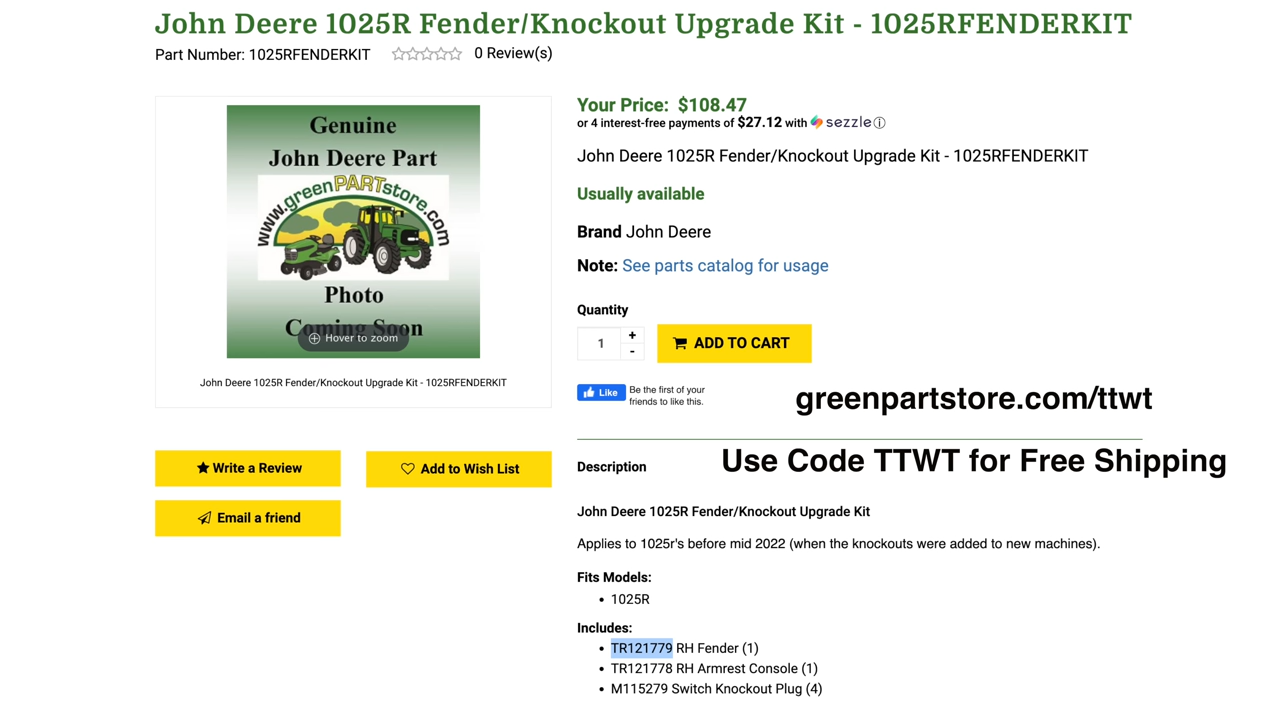 John Deere 1025R Fender/Knockout Upgrade Kit - 1025RFENDERKIT
Part Number: 1025RFENDERKIT
0 Review(s)
Genuine
John Deere Part
www.greenPARTstore.com
Photo
Coming Soon
Hover to zoom
John Deere 1025R Fender/Knockout Upgrade Kit - 1025RFENDERKIT
Write a Review
Add to Wish List
Email a friend
Your Price: $108.47
or 4 interest-free payments of $27.12 with sezzle
John Deere 1025R Fender/Knockout Upgrade Kit - 1025RFENDERKIT
Usually available
Brand John Deere
Note: See parts catalog for usage
Quantity
1
+
-
ADD TO CART
Like
Be the first of your
friends to like this.
greenpartstore.com/ttwt
Use Code TTWT for Free Shipping
Description
John Deere 1025R Fender/Knockout Upgrade Kit
Applies to 1025r's before mid 2022 (when the knockouts were added to new machines).
Fits Models:
• 1025R
Includes:
• TR121779 RH Fender (1)
• TR121778 RH Armrest Console (1)
• M115279 Switch Knockout Plug (4)